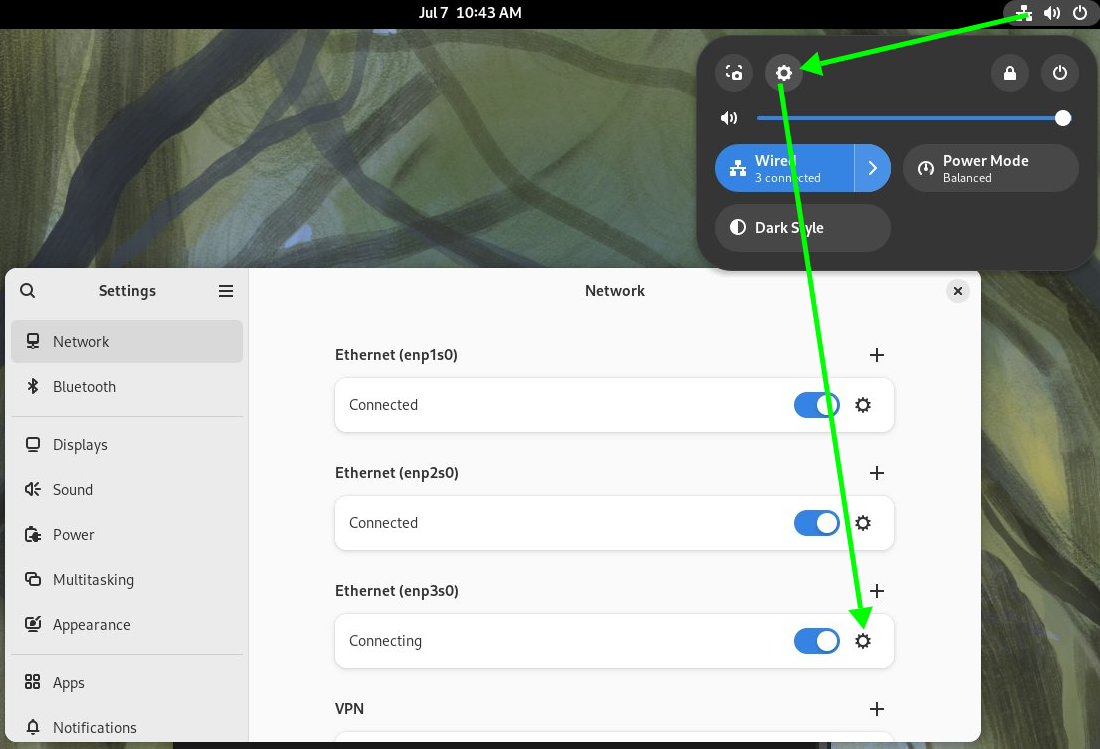 Jul 7 10:43 AM
Wired
3 connected
Power Mode
Balanced
Dark Style
Settings
Network
Network
Bluetooth
Displays
Sound
Power
Multitasking
Appearance
Apps
Notifications
Ethernet (enp1s0)
Connected
Ethernet (enp2s0)
Connected
Ethernet (enp3s0)
Connecting
VPN